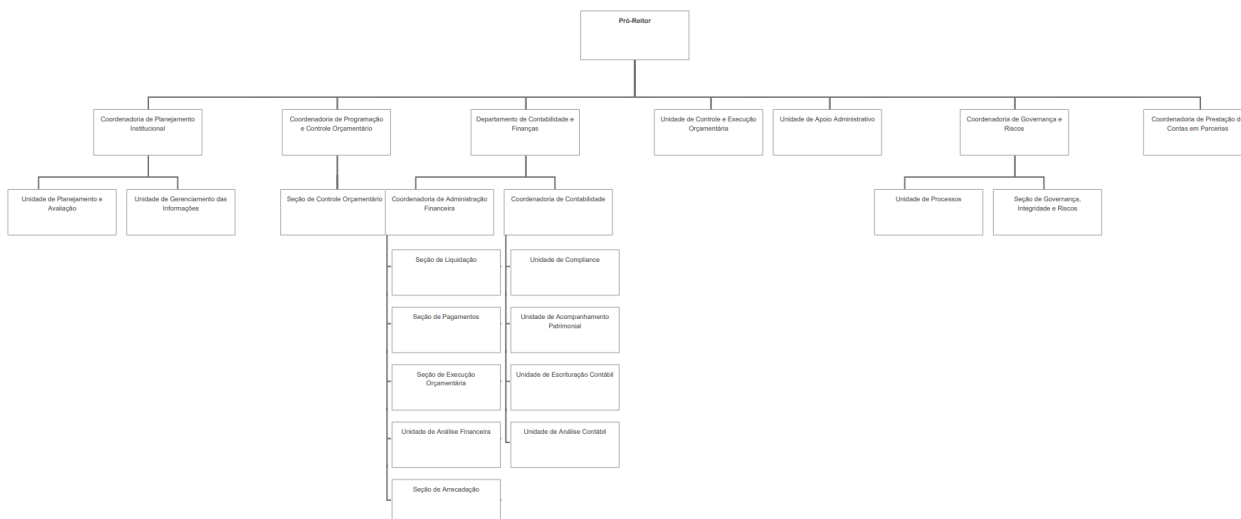 Pró-Reitor
Coordenadoria de Planejamento
Institucional
Coordenadoria de Programação
e Controle Orçamentário
Departamento de Contabilidade e
Finanças
Unidade de Controle e Execução
Orçamentária
Unidade de Apoio Administrativo
Coordenadoria de Governança e
Riscos
Coordenadoria de Prestação d
Contas em Parcerias
Unidade de Planejamento e
Avaliação
Unidade de Gerenciamento das
Informações
Seção de Controle Orçamentário
Coordenadoria de Administração
Financeira
Coordenadoria de Contabilidade
Unidade de Processos
Seção de Governança,
Integridade e Riscos
Seção de Liquidação
Unidade de Compliance
Seção de Pagamentos
Unidade de Acompanhamento
Patrimonial
Seção de Execução
Orçamentária
Unidade de Escrituração Contábil
Unidade de Análise Financeira
Unidade de Análise Contábil
Seção de Arrecadação